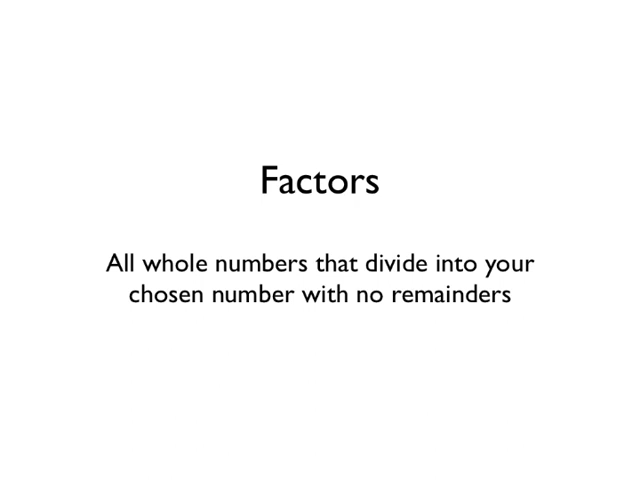 Factors
All whole numbers that divide into your
chosen number with no remainders